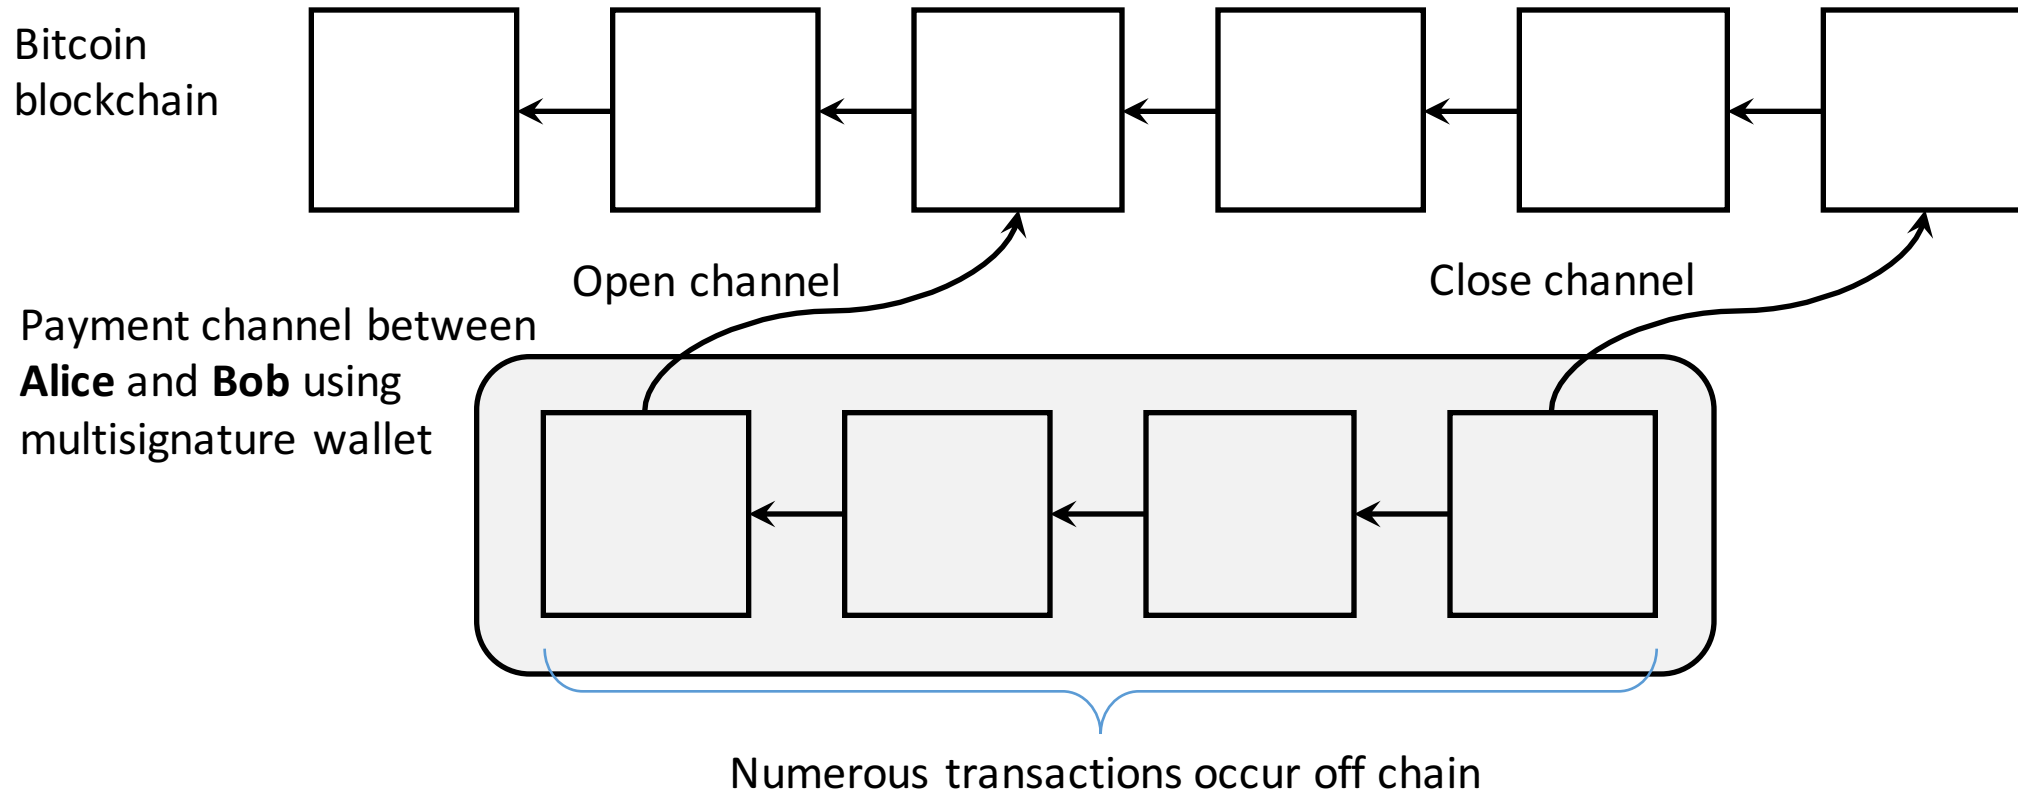 Bitcoin
blockchain
Open channel
Close channel
Payment channel between
Alice and Bob using
multisignature wallet
Numerous transactions occur off chain